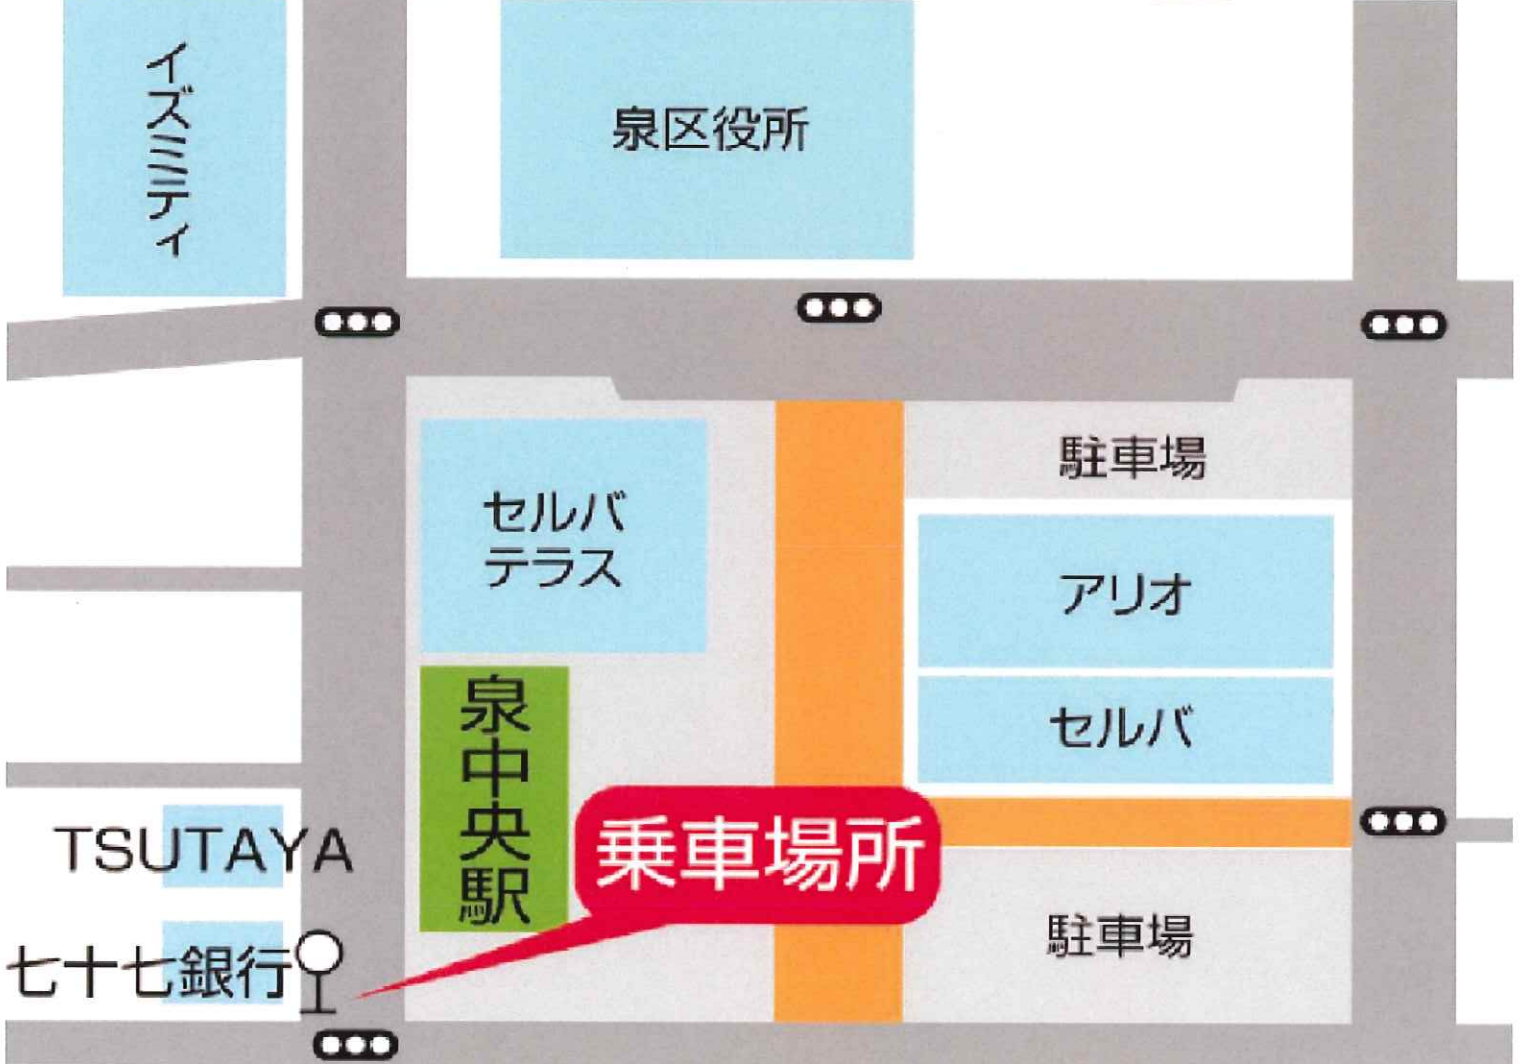 イズミティ
泉区役所
駐車場
セルバ
テラス
アリオ
セルバ
泉中央駅
乗車場所
TSUTAYA
七十七銀行
駐車場